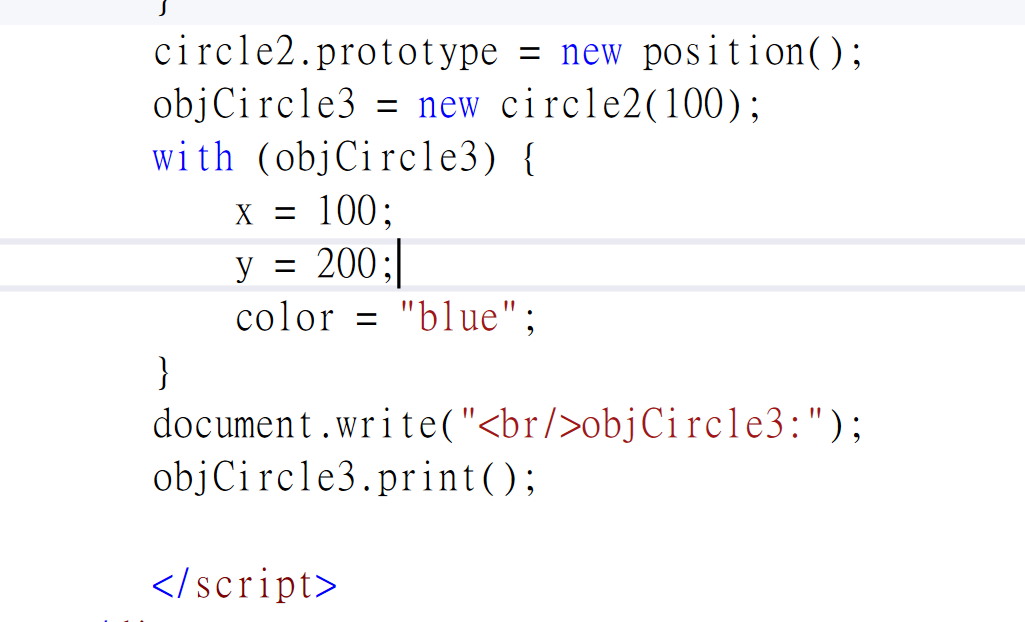 }
circle2.prototype = new position();
objCircle3 = new circle2(100);
with (objCircle3) {
x = 100;
y = 200;
color = "blue";
}
document.write("<br/>objCircle3:");
objCircle3.print();
</script>